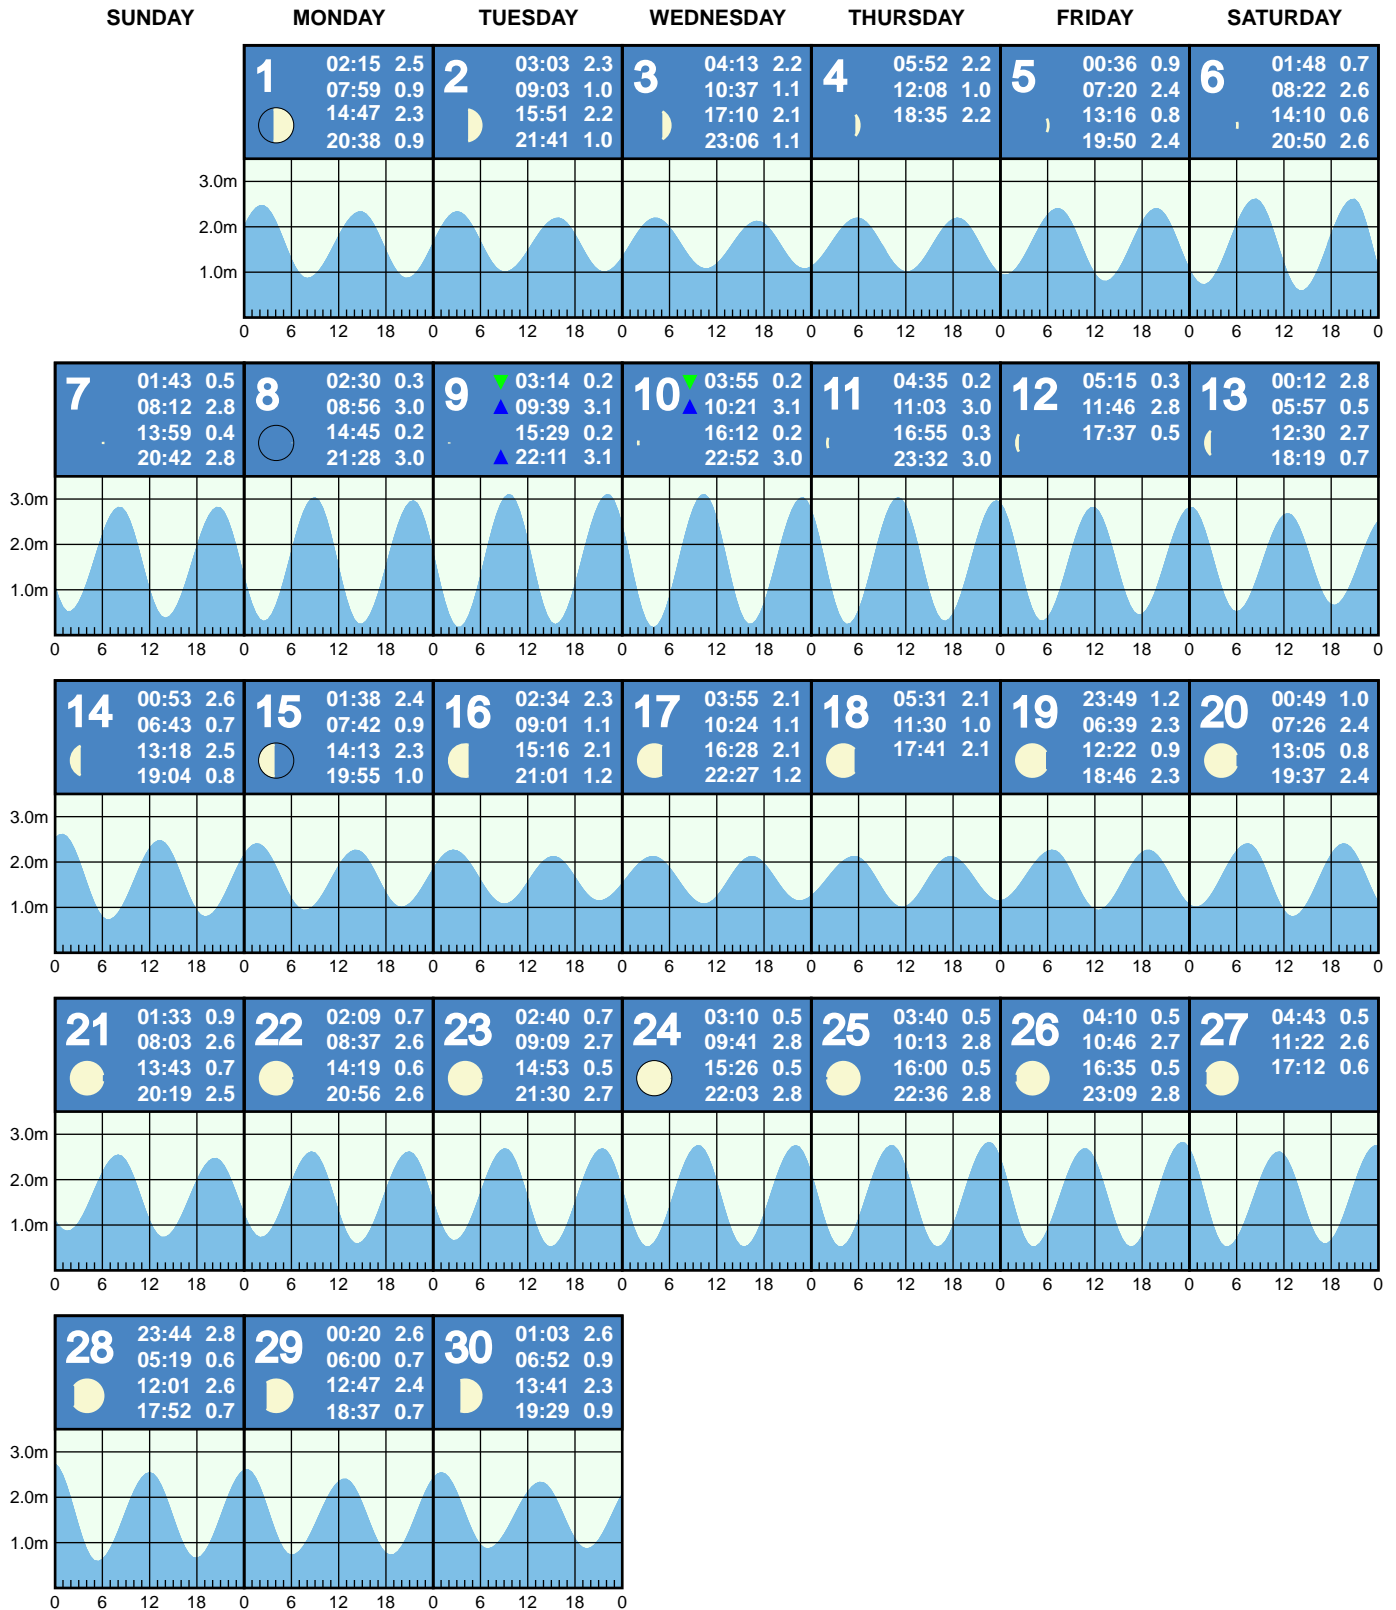 SUNDAY MONDAY TUESDAY WEDNESDAY THURSDAY FRIDAY SATURDAY
1 02:15 2.5
07:59 0.9
14:47 2.3
20:38 0.9
2 03:03 2.3
09:03 1.0
15:51 2.2
21:41 1.0
3 04:13 2.2
10:37 1.1
17:10 2.1
23:06 1.1
4 05:52 2.2
12:08 1.0
18:35 2.2
5 00:36 0.9
07:20 2.4
13:16 0.8
19:50 2.4
6 01:48 0.7
08:22 2.6
14:10 0.6
20:50 2.6
3.0m
2.0m
1.0m
0 6 12 18 0 6 12 18 0 6 12 18 0 6 12 18 0 6 12 18 0 6 12 18 0
7 01:43 0.5
08:12 2.8
13:59 0.4
20:42 2.8
8 02:30 0.3
08:56 3.0
14:45 0.2
21:28 3.0
9 03:14 0.2
09:39 3.1
15:29 0.2
22:11 3.1
10 03:55 0.2
10:21 3.1
16:12 0.2
22:52 3.0
11 04:35 0.2
11:03 3.0
16:55 0.3
23:32 3.0
12 05:15 0.3
11:46 2.8
17:37 0.5
13 00:12 2.8
05:57 0.5
12:30 2.7
18:19 0.7
3.0m
2.0m
1.0m
0 6 12 18 0 6 12 18 0 6 12 18 0 6 12 18 0 6 12 18 0 6 12 18 0 6 12 18 0
14 00:53 2.6
06:43 0.7
13:18 2.5
19:04 0.8
15 01:38 2.4
07:42 0.9
14:13 2.3
19:55 1.0
16 02:34 2.3
09:01 1.1
15:16 2.1
21:01 1.2
17 03:55 2.1
10:24 1.1
16:28 2.1
22:27 1.2
18 05:31 2.1
11:30 1.0
17:41 2.1
19 23:49 1.2
06:39 2.3
12:22 0.9
18:46 2.3
20 00:49 1.0
07:26 2.4
13:05 0.8
19:37 2.4
3.0m
2.0m
1.0m
0 6 12 18 0 6 12 18 0 6 12 18 0 6 12 18 0 6 12 18 0 6 12 18 0 6 12 18 0
21 01:33 0.9
08:03 2.6
13:43 0.7
20:19 2.5
22 02:09 0.7
08:37 2.6
14:19 0.6
20:56 2.6
23 02:40 0.7
09:09 2.7
14:53 0.5
21:30 2.7
24 03:10 0.5
09:41 2.8
15:26 0.5
22:03 2.8
25 03:40 0.5
10:13 2.8
16:00 0.5
22:36 2.8
26 04:10 0.5
10:46 2.7
16:35 0.5
23:09 2.8
27 04:43 0.5
11:22 2.6
17:12 0.6
3.0m
2.0m
1.0m
0 6 12 18 0 6 12 18 0 6 12 18 0 6 12 18 0 6 12 18 0 6 12 18 0 6 12 18 0
28 23:44 2.8
05:19 0.6
12:01 2.6
17:52 0.7
29 00:20 2.6
06:00 0.7
12:47 2.4
18:37 0.7
30 01:03 2.6
06:52 0.9
13:41 2.3
19:29 0.9
3.0m
2.0m
1.0m
0 6 12 18 0 6 12 18 0 6 12 18 0